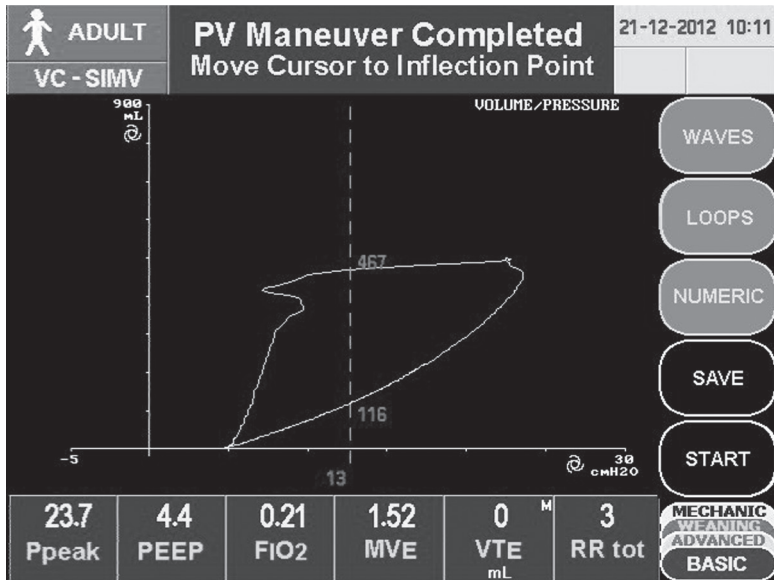 ADULT
VC - SIMV
PV Maneuver Completed
Move Cursor to Inflection Point
21-12-2012 10:11
900
mL
VOLUME/PRESSURE
467
116
-5
13
30
cmH2O
WAVES
LOOPS
NUMERIC
SAVE
START
23.7
Ppeak
4.4
PEEP
0.21
FIO2
1.52
MVE
0 M
VTE
mL
3
RR tot
MECHANIC
WEANING
ADVANCED
BASIC